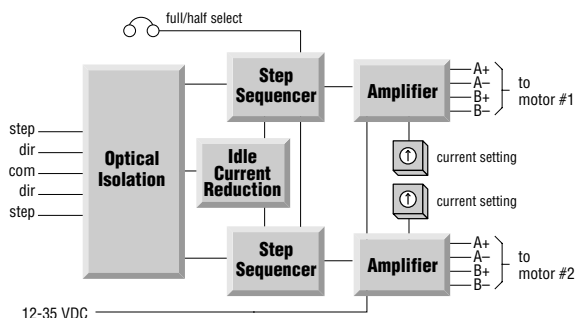 full/half select
Step
Sequencer
Amplifier
A+
A–
B+
B–
to
motor #1
step
dir
com
dir
step
Optical
Isolation
Idle
Current
Reduction
current setting
current setting
Step
Sequencer
Amplifier
A+
A–
B+
B–
to
motor #2
12-35 VDC